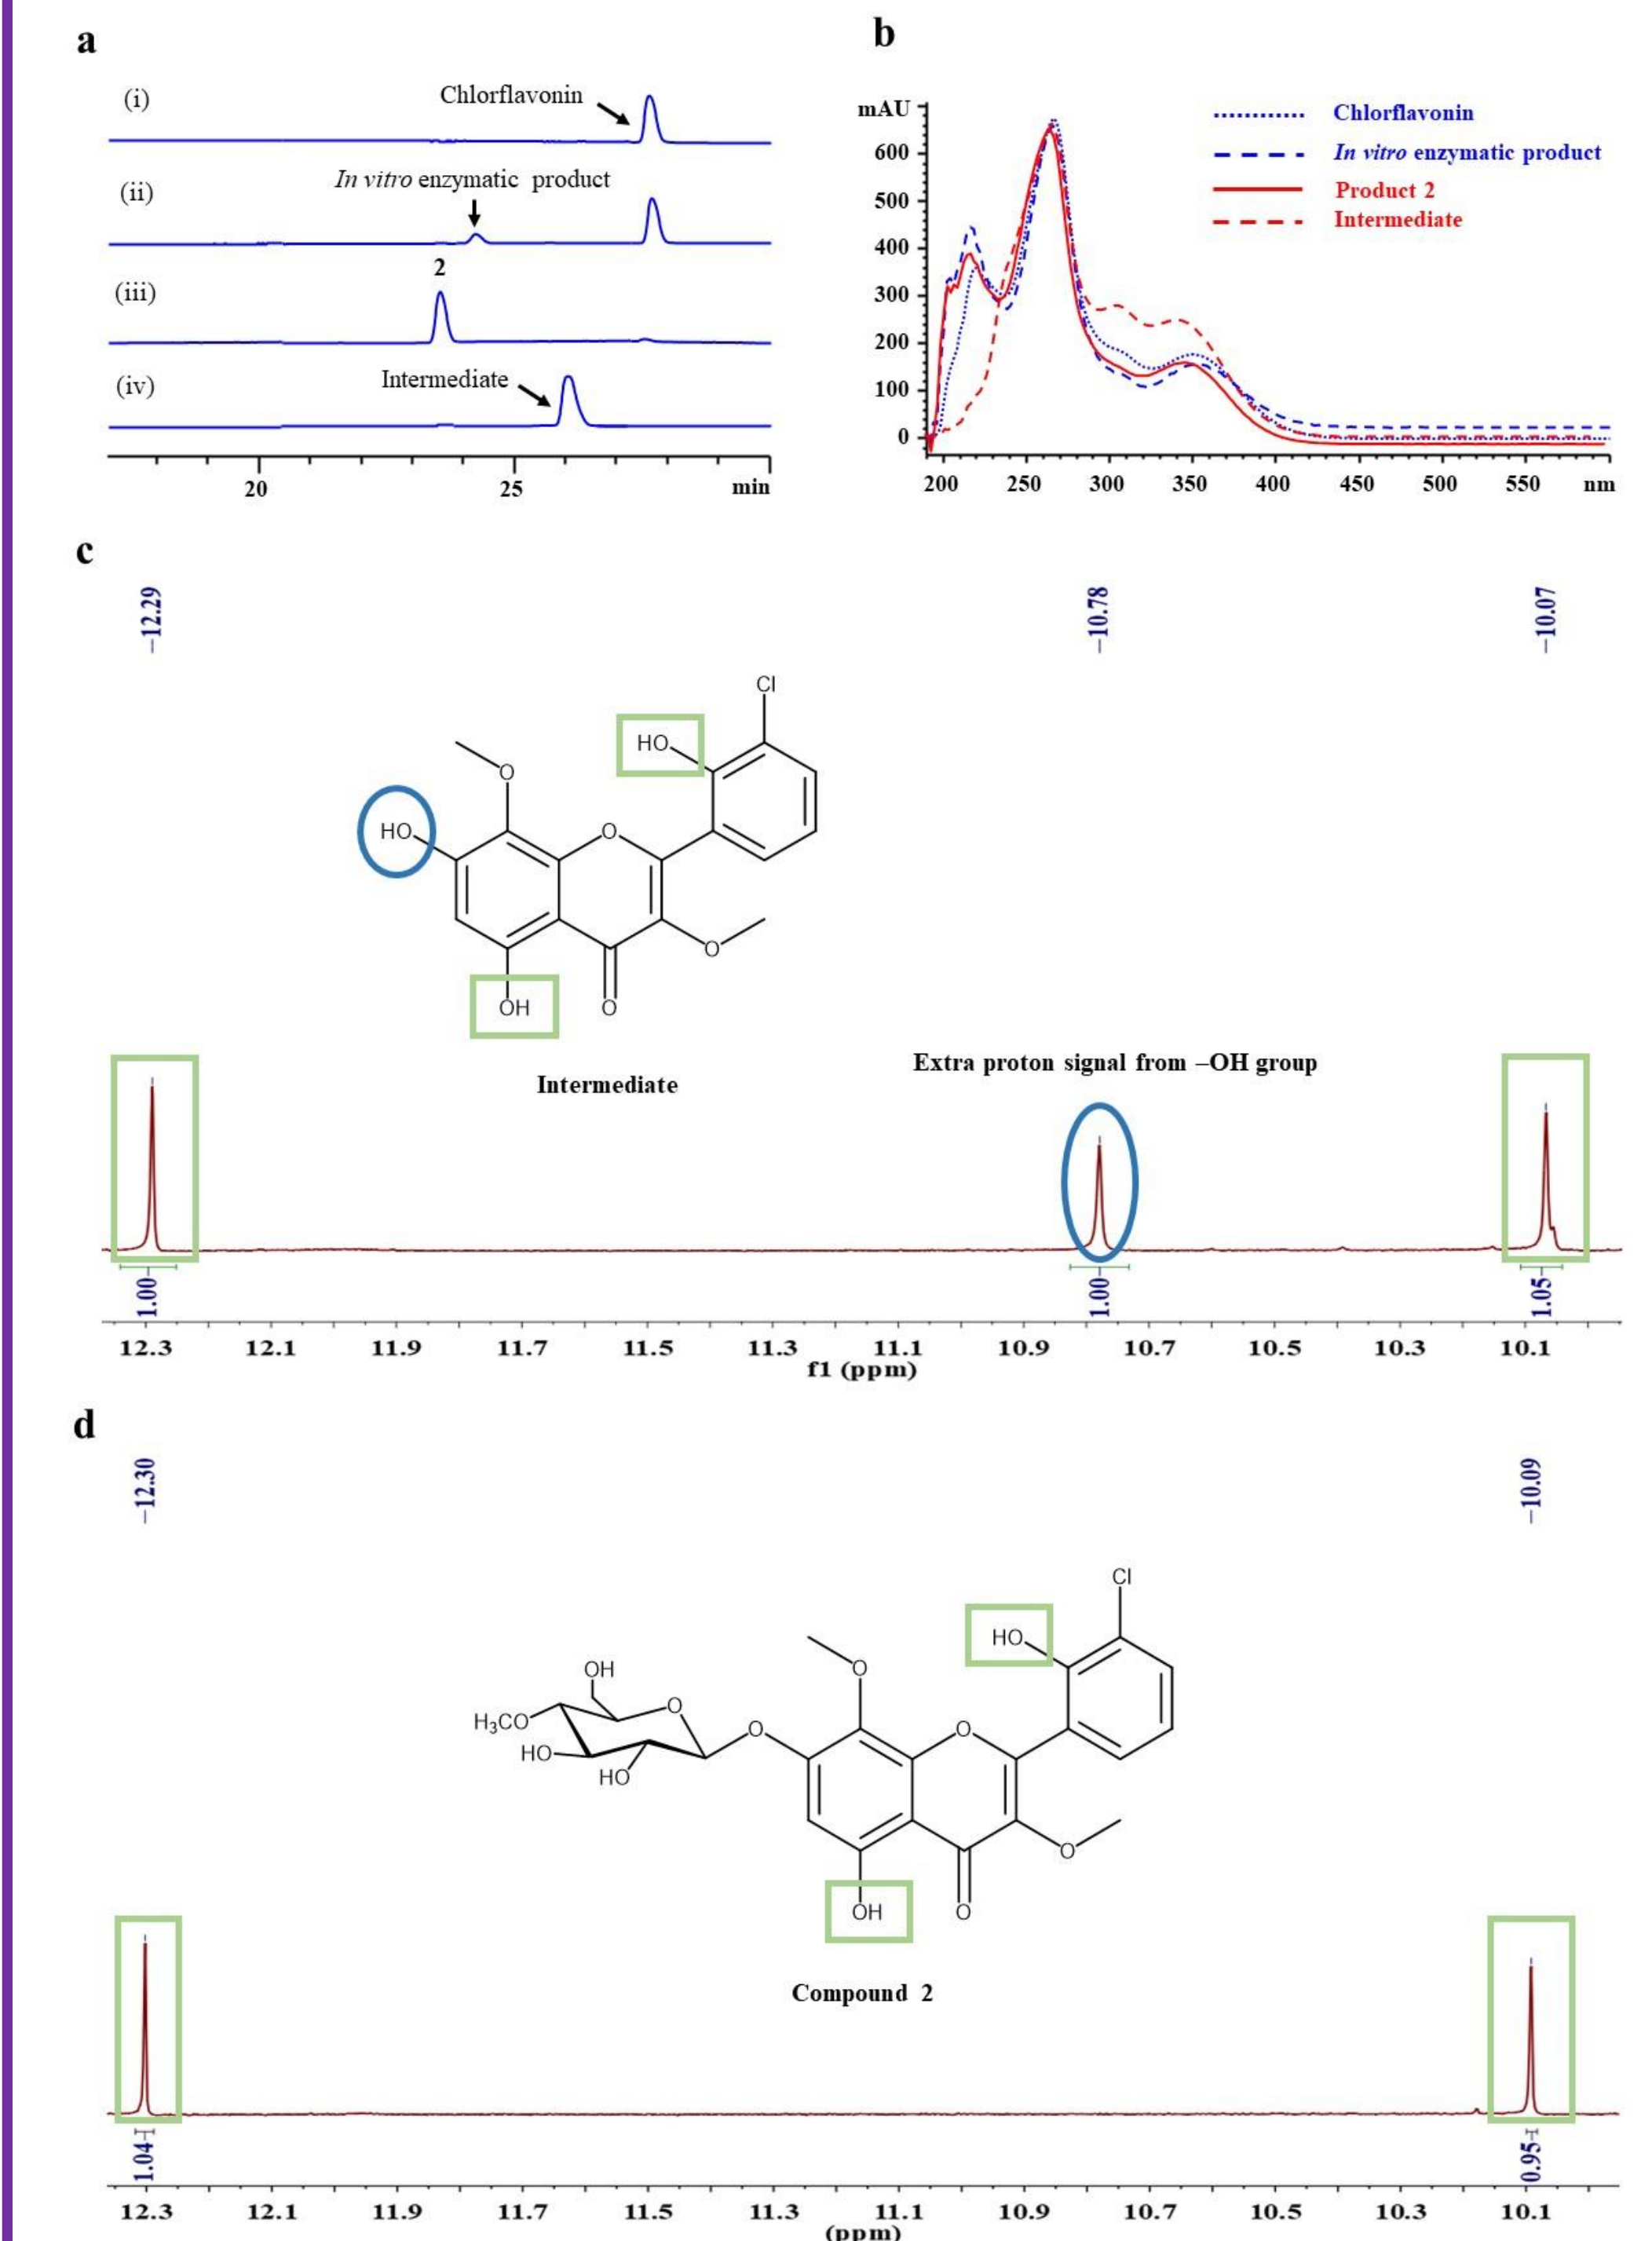 a
(i)
Chlorflavonin
(ii)
In vitro enzymatic product
(iii)
2
(iv)
Intermediate
20 25 min
b
mAU
600
500
400
300
200
100
0
200 250 300 350 400 450 500 550 nm
Chlorflavonin
In vitro enzymatic product
Product 2
Intermediate
c
–12.29
–10.78
–10.07
Cl
HO
O
HO
O
O
OH
O
Intermediate
Extra proton signal from –OH group
1.00
1.00
1.05
12.3 12.1 11.9 11.7 11.5 11.3 11.1 10.9 10.7 10.5 10.3 10.1
f1 (ppm)
d
–12.30
–10.09
Cl
HO
O
OH
O
H₃CO
O
O
HO
HO
O
OH
O
Compound 2
1.04
0.95
12.3 12.1 11.9 11.7 11.5 11.3 11.1 10.9 10.7 10.5 10.3 10.1
(ppm)